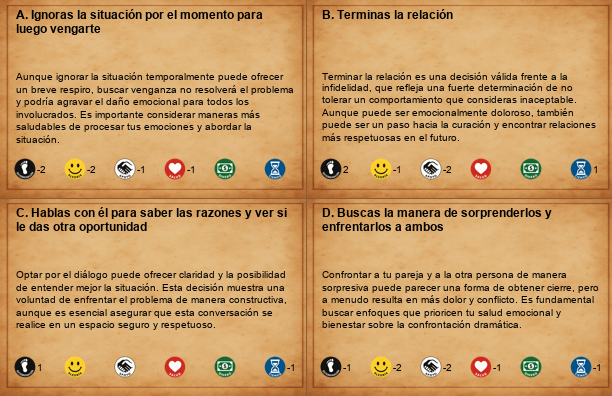 A. Ignoras la situación por el momento para
luego vengarte
Aunque ignorar la situación temporalmente puede ofrecer
un breve respiro, buscar venganza no resolverá el problema
y podría agravar el daño emocional para todos los
involucrados. Es importante considerar maneras más
saludables de procesar tus emociones y abordar la
situación.
-2 -2 -1 -1
B. Terminas la relación
Terminar la relación es una decisión válida frente a la
infidelidad, que refleja una fuerte determinación de no
tolerar un comportamiento que consideras inaceptable.
Aunque puede ser emocionalmente doloroso, también
puede ser un paso hacia la curación y encontrar relaciones
más respetuosas en el futuro.
2 -1 -2 1
C. Hablas con él para saber las razones y ver si
le das otra oportunidad
Optar por el diálogo puede ofrecer claridad y la posibilidad
de entender mejor la situación. Esta decisión muestra una
voluntad de enfrentar el problema de manera constructiva,
aunque es esencial asegurar que esta conversación se
realice en un espacio seguro y respetuoso.
1 -1
D. Buscas la manera de sorprenderlos y
enfrentarlos a ambos
Confrontar a tu pareja y a la otra persona de manera
sorpresiva puede parecer una forma de obtener cierre, pero
a menudo resulta en más dolor y conflicto. Es fundamental
buscar enfoques que prioricen tu salud emocional y
bienestar sobre la confrontación dramática.
-1 -2 -2 -1 -1